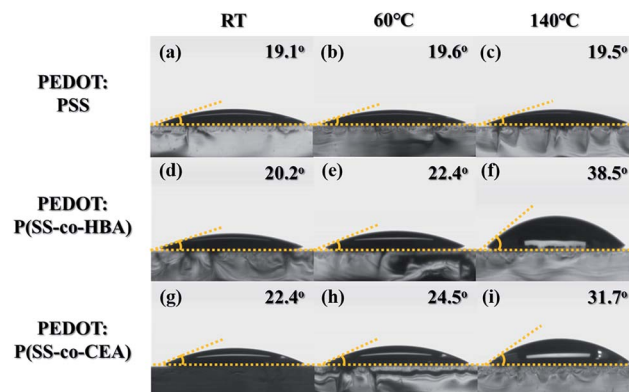 RT 60℃ 140℃
PEDOT:
PSS
(a) 19.1° (b) 19.6° (c) 19.5°
PEDOT:
P(SS-co-HBA)
(d) 20.2° (e) 22.4° (f) 38.5°
PEDOT:
P(SS-co-CEA)
(g) 22.4° (h) 24.5° (i) 31.7°